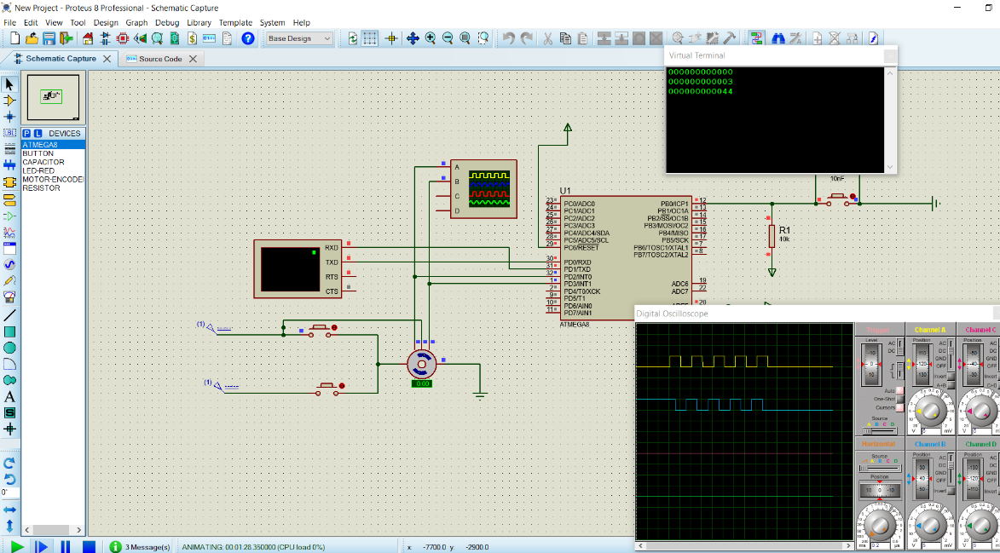 New Project - Proteus 8 Professional - Schematic Capture
File Edit View Tool Design Graph Debug Library Template System Help
Base Design
Schematic Capture
Source Code
Virtual Terminal
000000000000
000000000003
000000000044
P L DEVICES
ATMEGA8
BUTTON
CAPACITOR
LED-RED
MOTOR-ENCODE
RESISTOR
10nF
A
B
C
D
U1
23 PC0/ADC0
24 PC1/ADC1
25 PC2/ADC2
26 PC3/ADC3
27 PC4/ADC4/SDA
28 PC5/ADC5/SCL
29 PC6/RESET
30 PD0/RXD
31 PD1/TXD
32 PD2/INT0
1 PD3/INT1
2 PD4/T0/XCK
9 PD5/T1
10 PD6/AIN0
11 PD7/AIN1
PB0/ICP1 12
PB1/OC1A 13
PB2/SS/OC1B 14
PB3/MOSI/OC2 15
PB4/MISO 16
PB5/SCK 17
PB6/TOSC1/XTAL1 7
PB7/TOSC2/XTAL2 8
ADC6 19
ADC7 22
20
ATMEGA8
R1
10k
RXD
TXD
RTS
CTS
(1)
(1)
0.00
Digital Oscilloscope
Trigger
Level
AC
DC
Auto
One-Shot
Cursors
Source
A B C D
Channel A
Position
AC
DC
GND
OFF
Invert
A+B
Channel C
Position
AC
DC
GND
OFF
Invert
C+D
Horizontal
Source
A B C D
Position
Channel B
Position
AC
DC
GND
OFF
Invert
Channel D
Position
AC
DC
GND
OFF
Invert
0°
3 Message(s)
ANIMATING: 00:01:28.350000 (CPU load 0%)
x -7700.0 y -2900.0